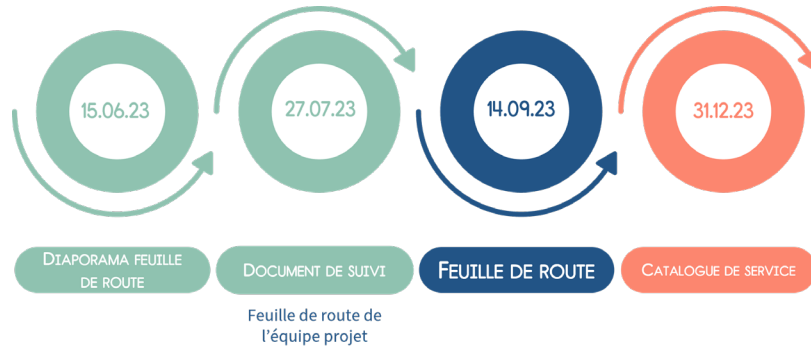 15.06.23
27.07.23
14.09.23
31.12.23
DIAPORAMA FEUILLE
DE ROUTE
DOCUMENT DE SUIVI
FEUILLE DE ROUTE
CATALOGUE DE SERVICE
Feuille de route de
l’équipe projet